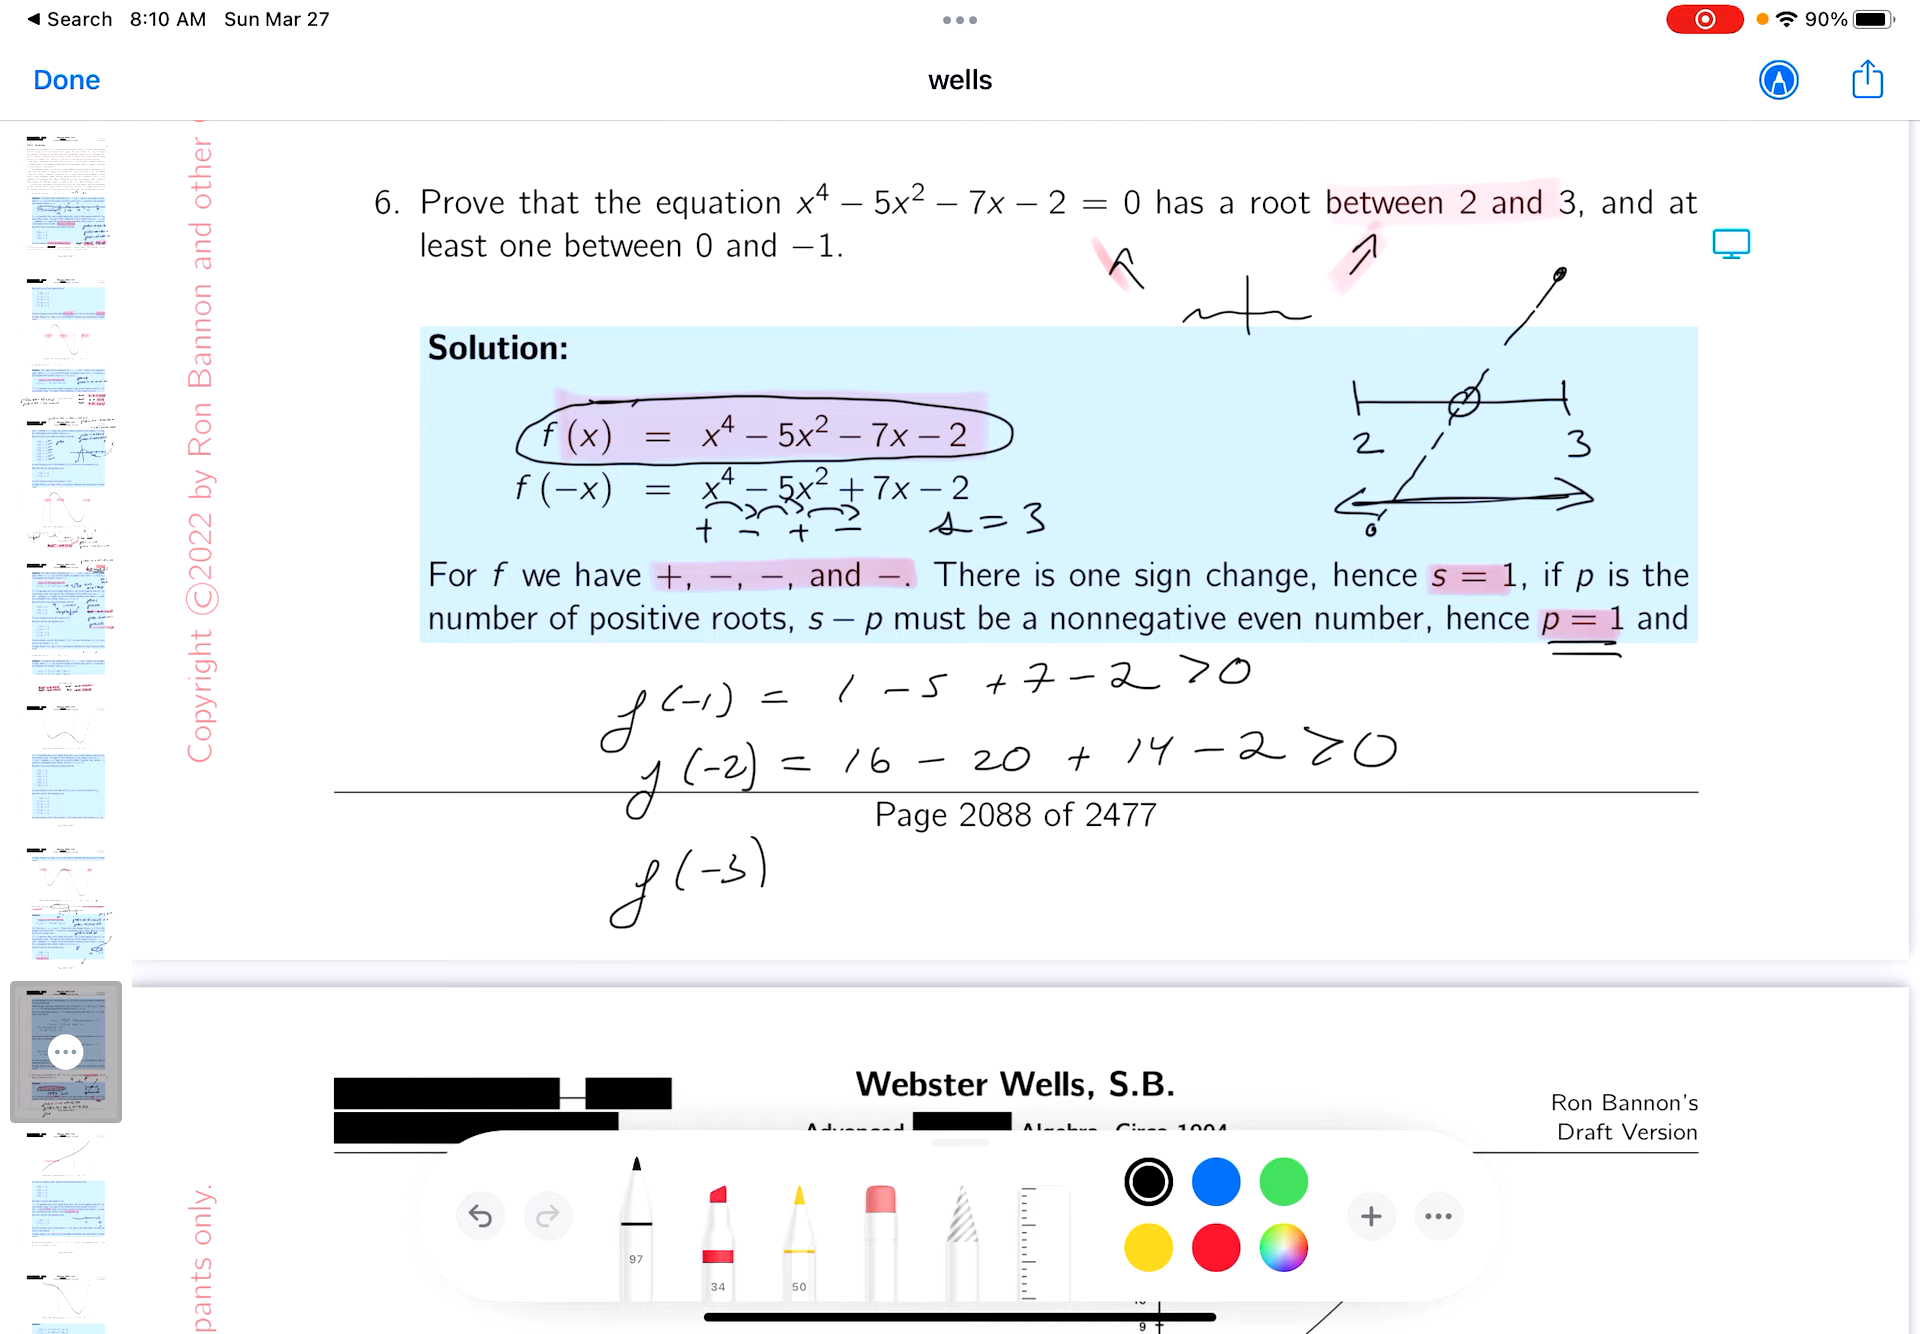 Search 8:10 AM Sun Mar 27
90%
Done
wells
Copyright ©2022 by Ron Bannon and other
6. Prove that the equation x⁴ − 5x² − 7x − 2 = 0 has a root between 2 and 3, and at
least one between 0 and −1.
Solution:
f (x) = x⁴ − 5x² − 7x − 2
f (−x) = x⁴ − 5x² + 7x − 2
+ − + − s = 3
2 3
0
For f we have +, −, −, and −. There is one sign change, hence s = 1, if p is the
number of positive roots, s − p must be a nonnegative even number, hence p = 1 and
f(-1) = 1 - 5 + 7 - 2 > 0
f(-2) = 16 - 20 + 14 - 2 > 0
Page 2088 of 2477
f(-3)
Webster Wells, S.B.
Ron Bannon's
Draft Version
pants only.
97
34
50
9